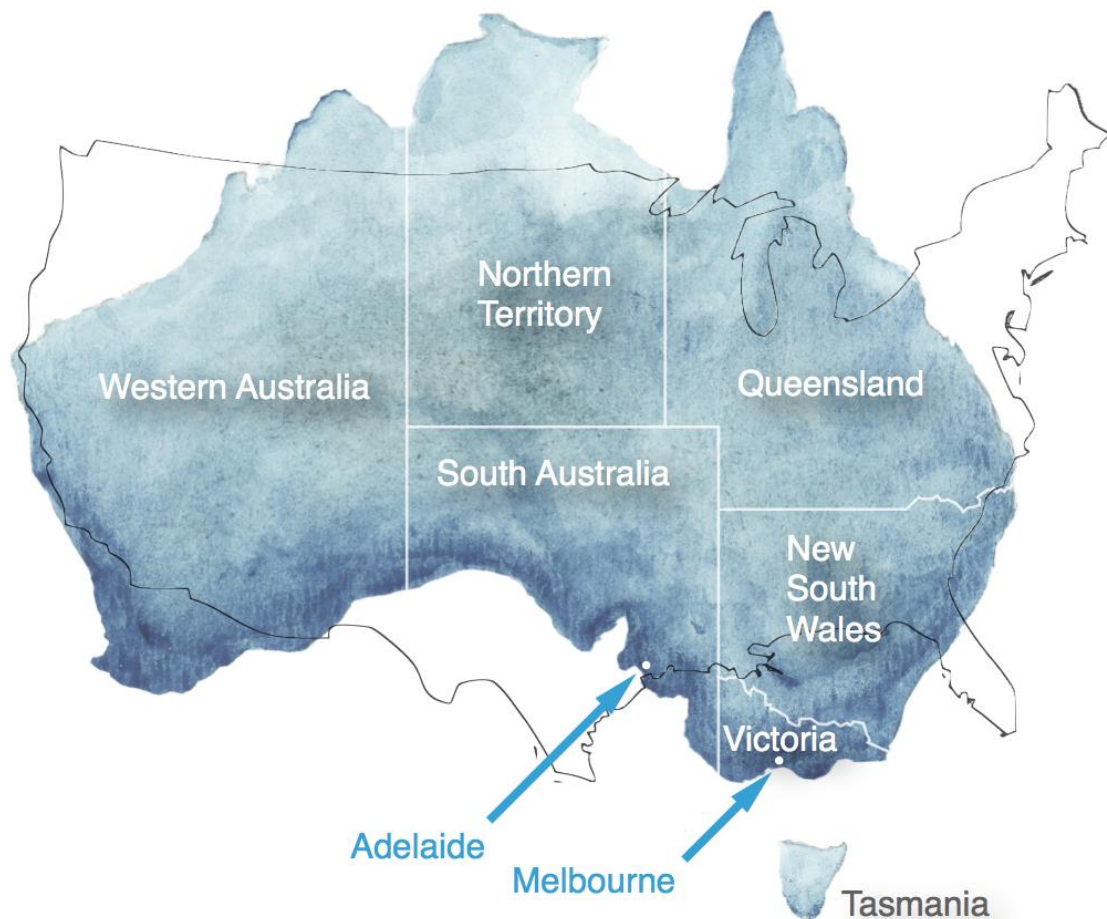 Northern
Territory
Western Australia
Queensland
South Australia
New
South
Wales
Victoria
Adelaide
Melbourne
Tasmania